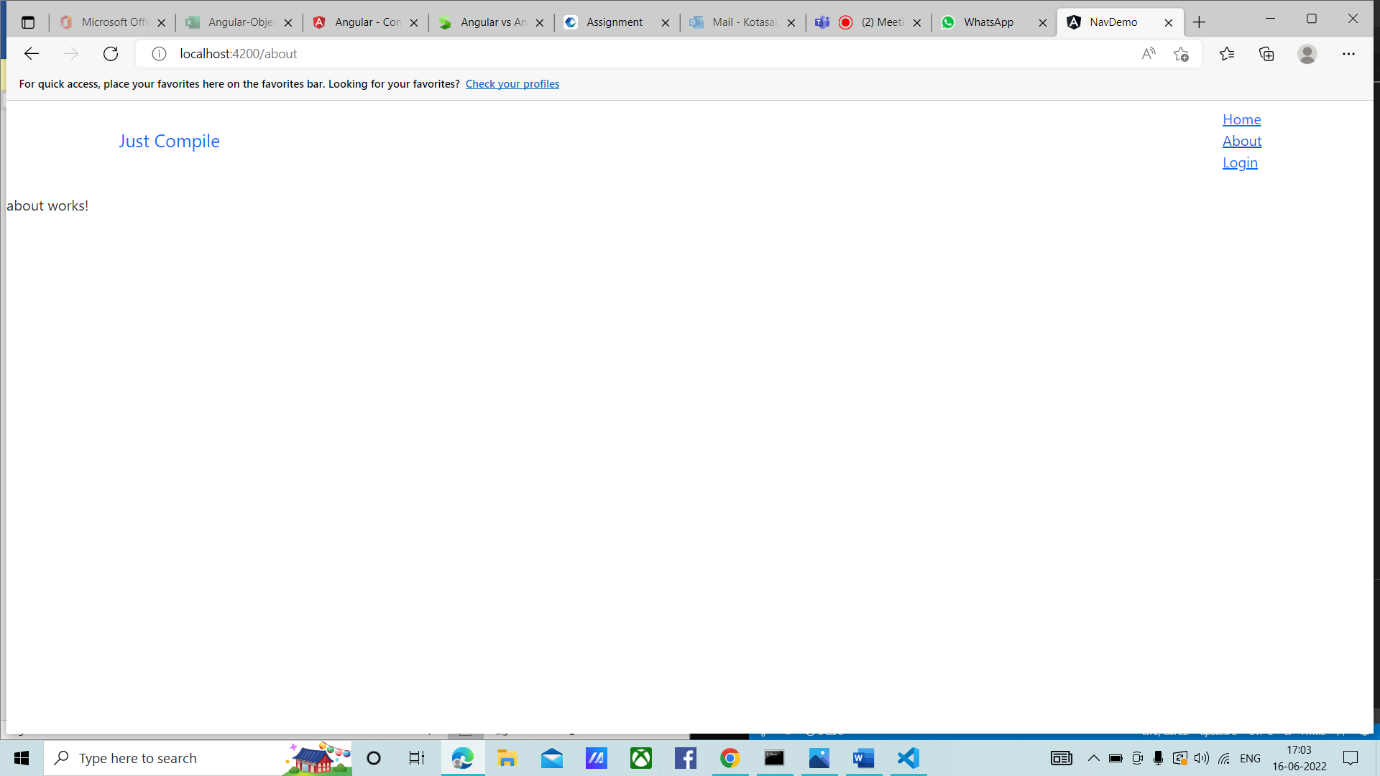 Microsoft Offi
Angular-Obje
Angular - Con
Angular vs An
Assignment
Mail - Kotasai
(2) Meeti
WhatsApp
NavDemo
localhost:4200/about
For quick access, place your favorites here on the favorites bar. Looking for your favorites? Check your profiles
Just Compile
Home
About
Login
about works!
Type here to search
ENG
17:03
16-06-2022